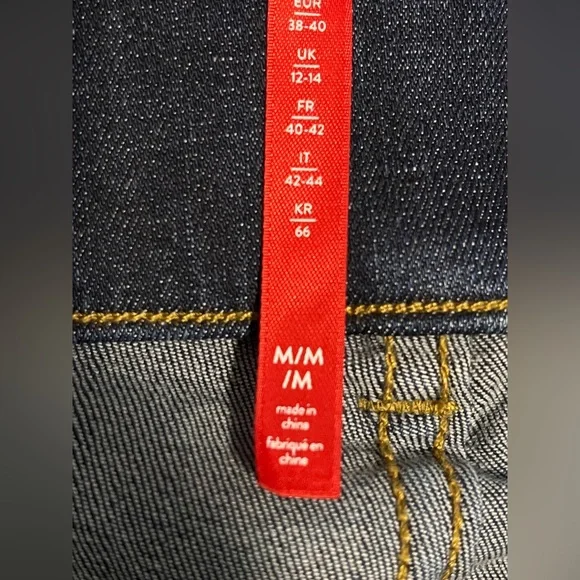 EUR
38-40
UK
12-14
FR
40-42
IT
42-44
KR
66
M/M
/M
made in
china
fabriqué en
chine